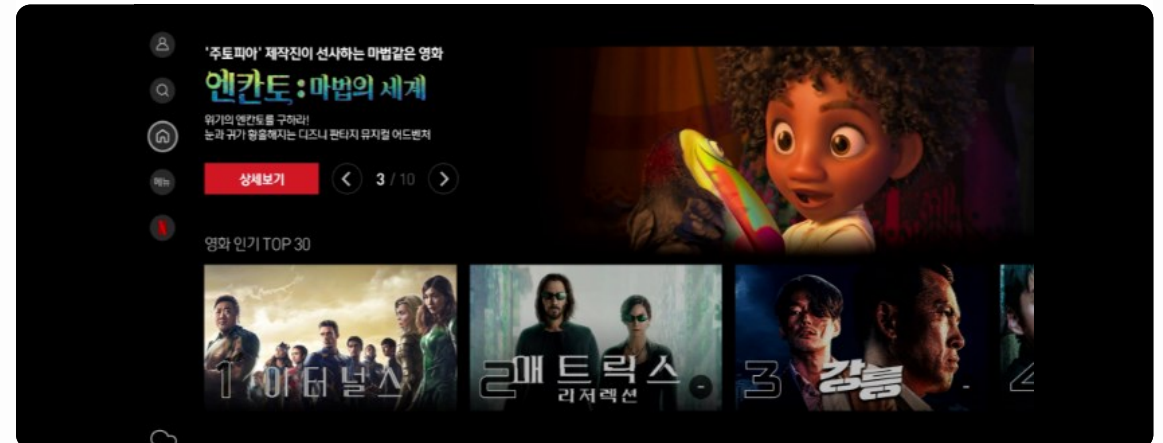 '주토피아' 제작진이 선사하는 마법같은 영화
엔칸토:마법의 세계
위기의 엔칸토를 구하라!
눈과 귀가 황홀해지는 디즈니 판타지 뮤지컬 어드벤처
메뉴
상세보기
3 / 10
영화 인기 TOP 30
1 이터널스
2 매트릭스
리저렉션
3 강릉
4